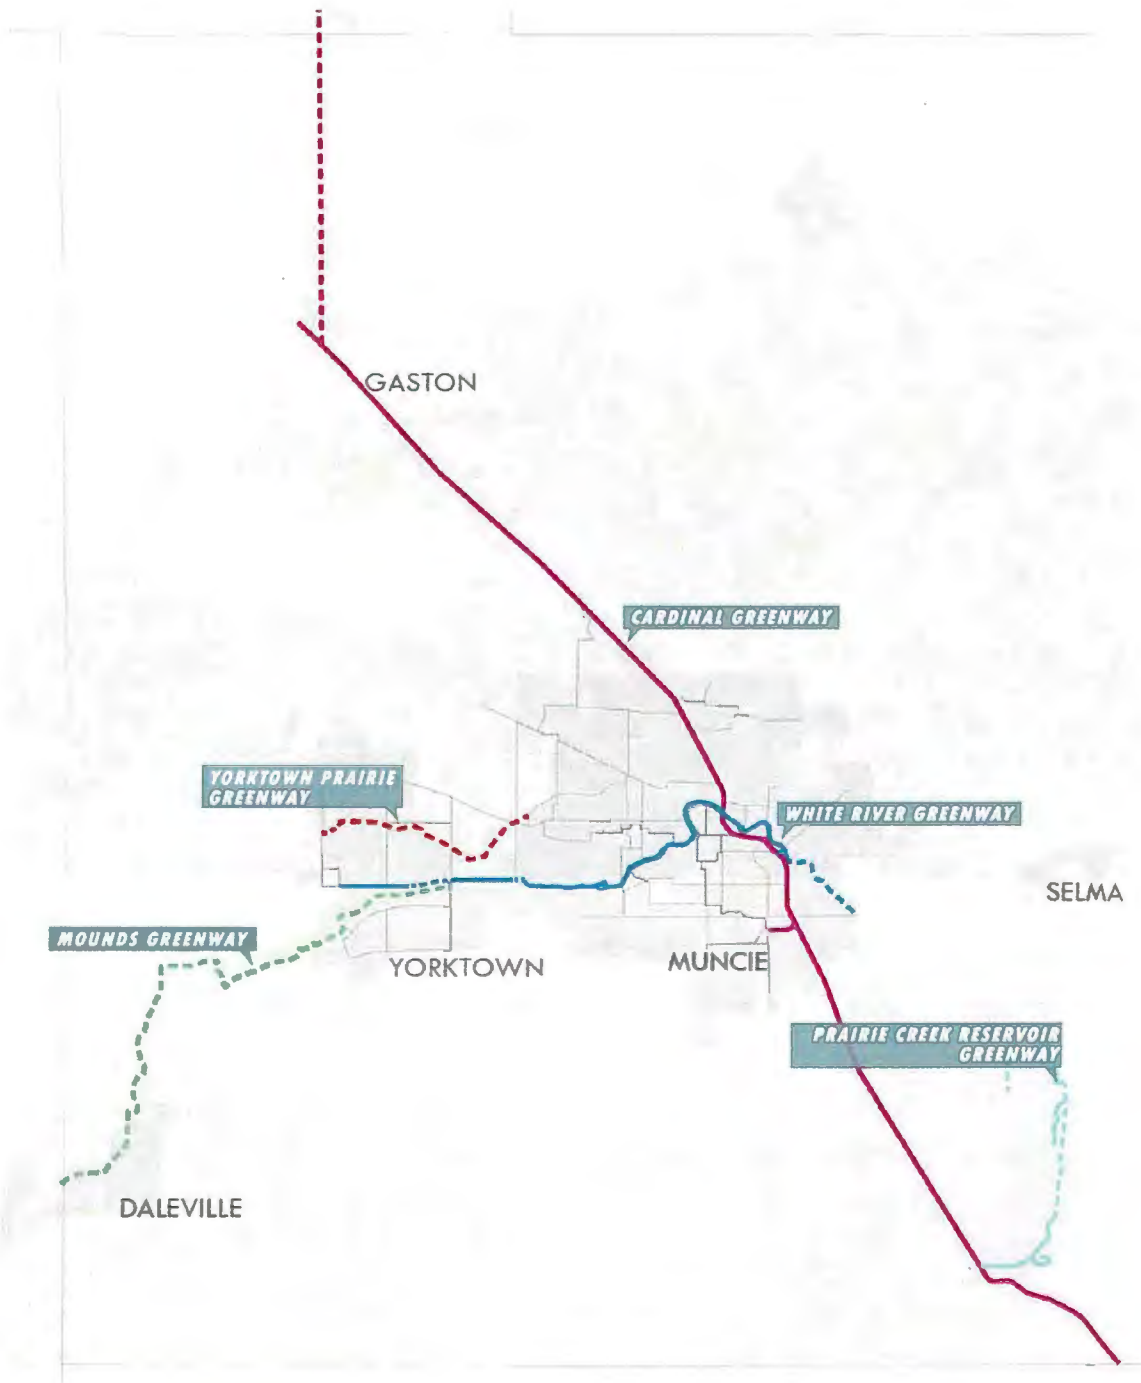 GASTON
CARDINAL GREENWAY
YORKTOWN PRAIRIE
GREENWAY
WHITE RIVER GREENWAY
SELMA
MOUNDS GREENWAY
YORKTOWN
MUNCIE
PRAIRIE CREEK RESERVOIR
GREENWAY
DALEVILLE